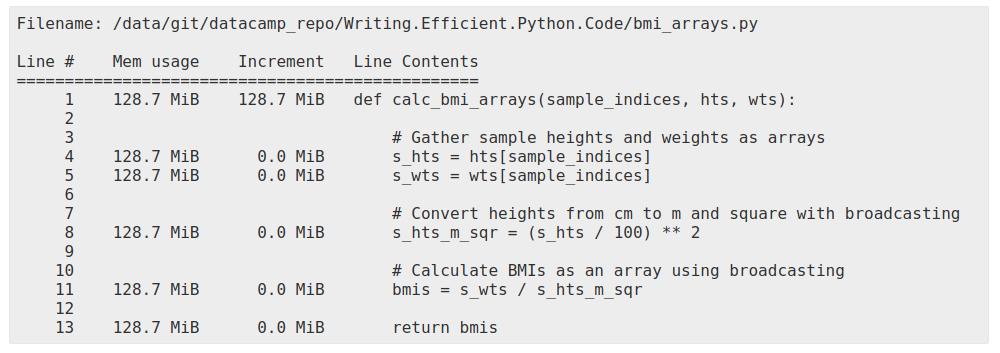 Filename: /data/git/datacamp_repo/Writing.Efficient.Python.Code/bmi_arrays.py
Line #    Mem usage    Increment   Line Contents
================================================
     1    128.7 MiB    128.7 MiB   def calc_bmi_arrays(sample_indices, hts, wts):
     2
     3                                 # Gather sample heights and weights as arrays
     4    128.7 MiB      0.0 MiB       s_hts = hts[sample_indices]
     5    128.7 MiB      0.0 MiB       s_wts = wts[sample_indices]
     6
     7                                 # Convert heights from cm to m and square with broadcasting
     8    128.7 MiB      0.0 MiB       s_hts_m_sqr = (s_hts / 100) ** 2
     9
    10                                 # Calculate BMIs as an array using broadcasting
    11    128.7 MiB      0.0 MiB       bmis = s_wts / s_hts_m_sqr
    12
    13    128.7 MiB      0.0 MiB       return bmis